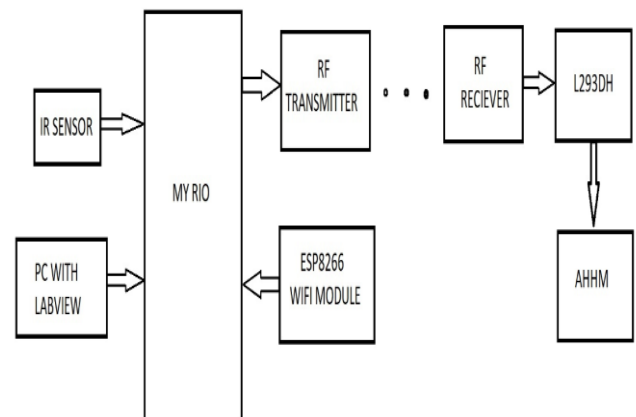 IR SENSOR
PC WITH
LABVIEW
MY RIO
RF
TRANSMITTER
ESP8266
WIFI MODULE
RF
RECIEVER
L293DH
AHHM